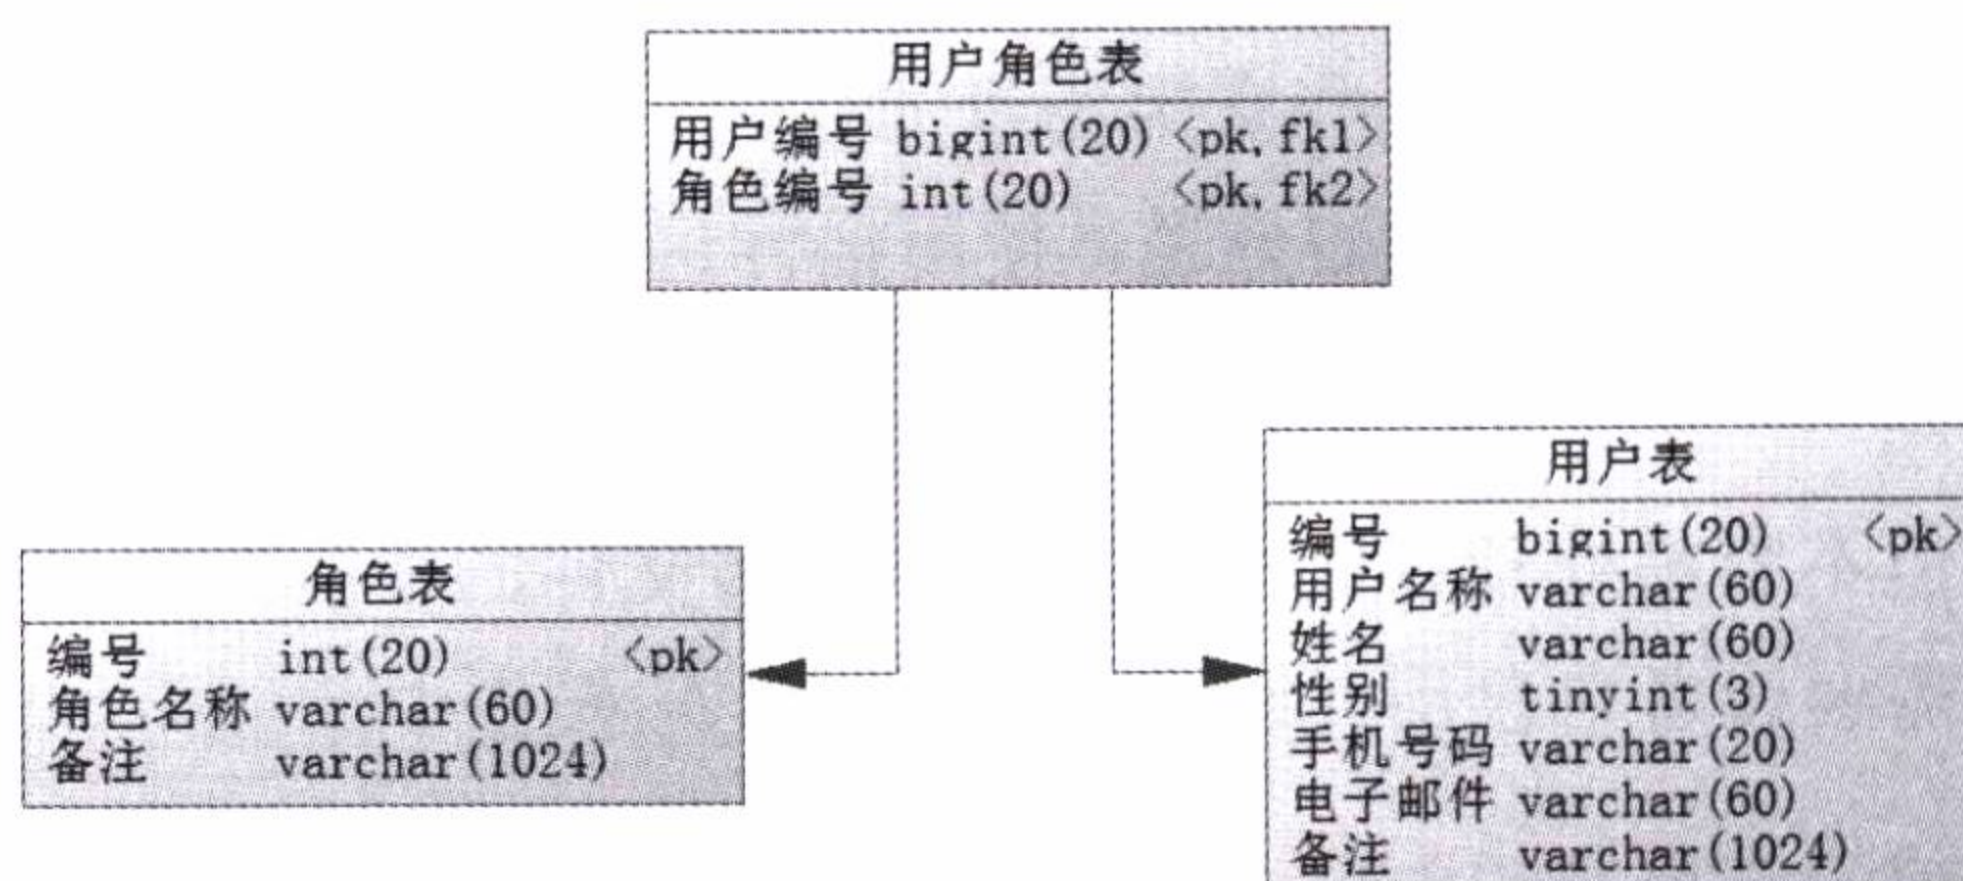 用户角色表
用户编号 bigint(20) <pk, fk1>
角色编号 int(20) <pk, fk2>
角色表
编号 int(20) <pk>
角色名称 varchar(60)
备注 varchar(1024)
用户表
编号 bigint(20) <pk>
用户名称 varchar(60)
姓名 varchar(60)
性别 tinyint(3)
手机号码 varchar(20)
电子邮件 varchar(60)
备注 varchar(1024)